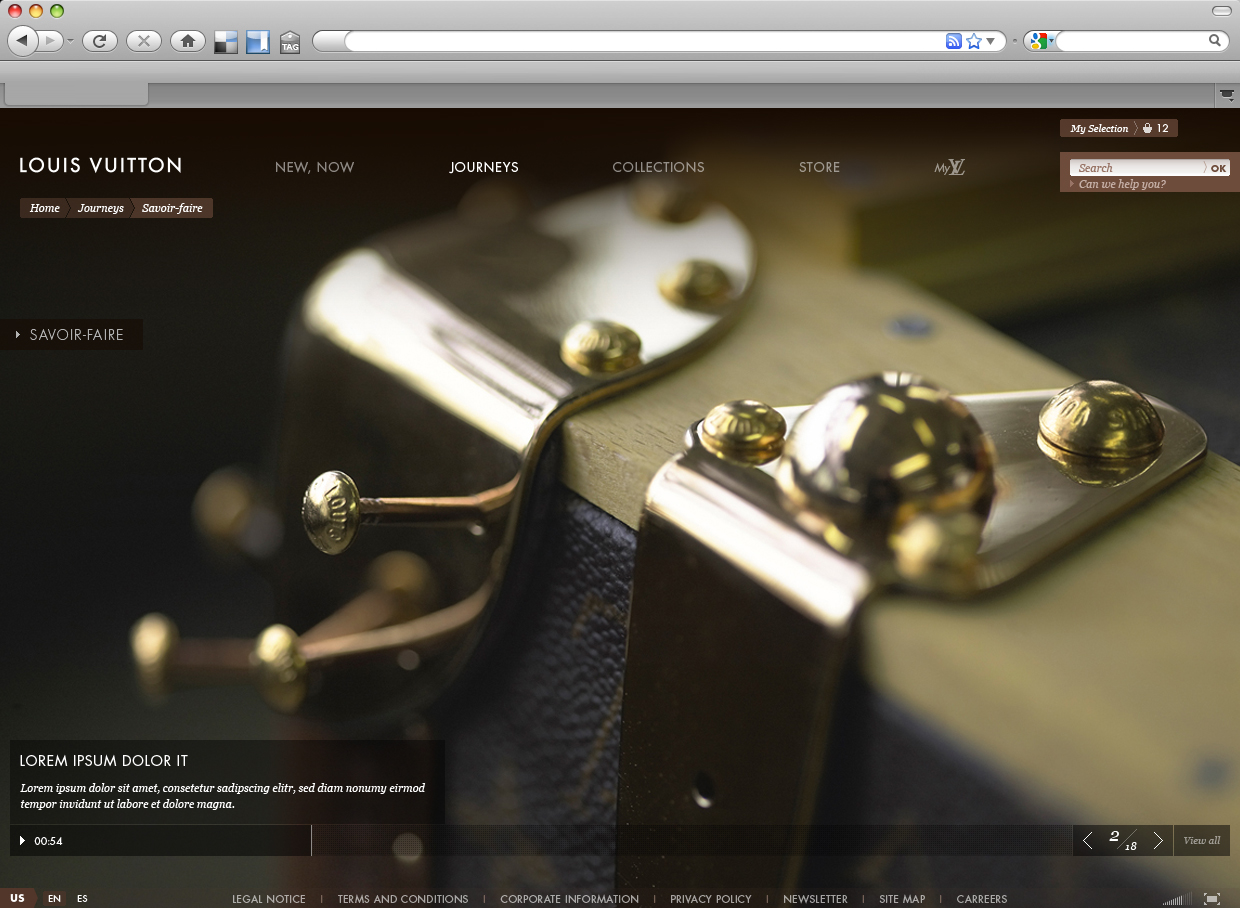 TAG
My Selection 12
LOUIS VUITTON
NEW, NOW
JOURNEYS
COLLECTIONS
STORE
My LV
Search OK
Can we help you?
Home Journeys Savoir-faire
SAVOIR-FAIRE
LOUIS
LOREM IPSUM DOLOR IT
Lorem ipsum dolor sit amet, consetetur sadipscing elitr, sed diam nonumy eirmod
tempor invidunt ut labore et dolore magna.
00:54
2/18
View all
US EN ES
LEGAL NOTICE | TERMS AND CONDITIONS | CORPORATE INFORMATION | PRIVACY POLICY | NEWSLETTER | SITE MAP | CAREERS